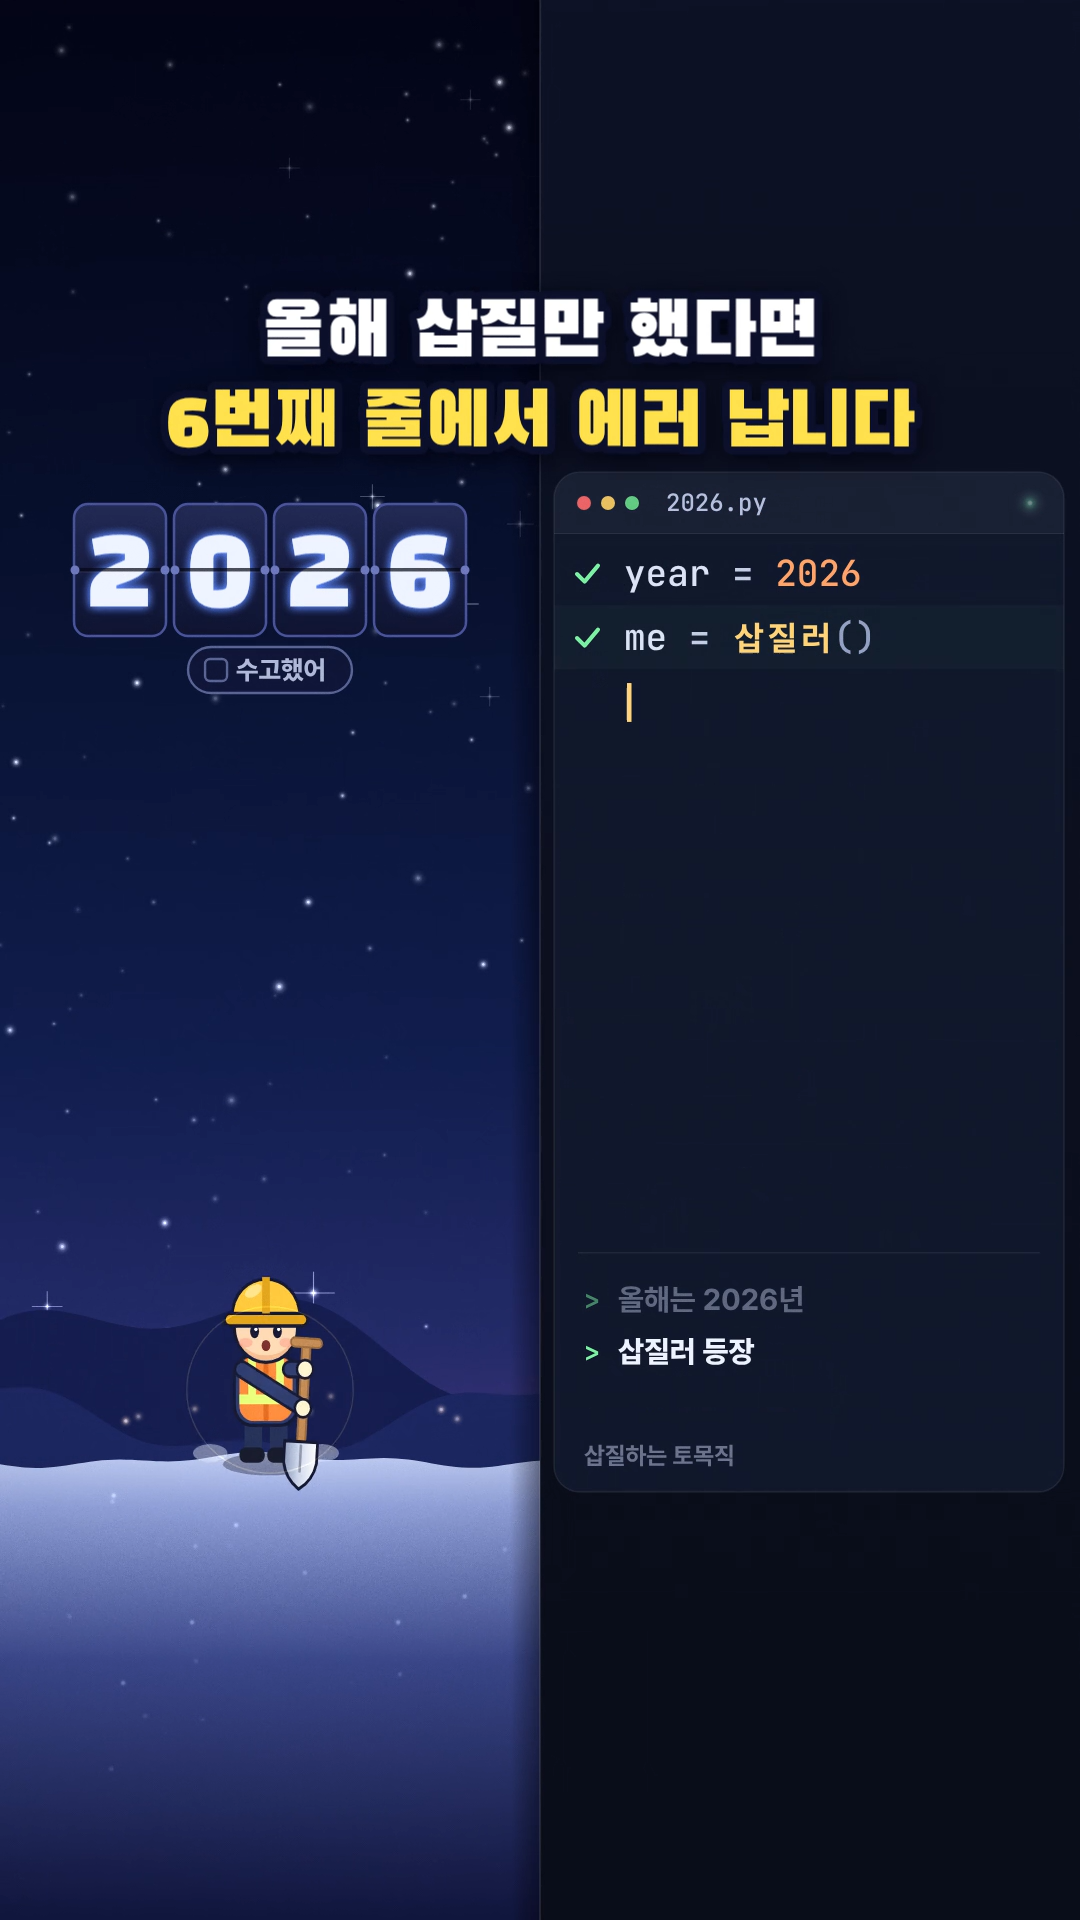 올해 삽질만 했다면
6번째 줄에서 에러 납니다
2026
수고했어
2026.py
year = 2026
me = 삽질러()
> 올해는 2026년
> 삽질러 등장
삽질하는 토목직